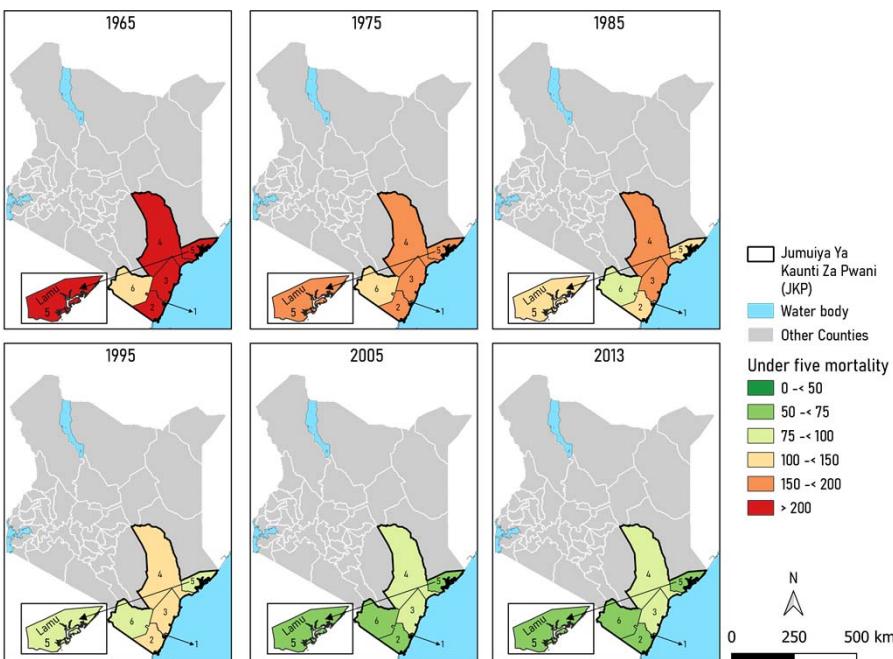 1965
1975
1985
4
5
3
6
2
1
Lamu
5
4
5
3
6
2
1
Lamu
5
4
5
3
6
2
1
Lamu
5
1995
2005
2013
4
5
3
6
2
1
Lamu
5
4
5
3
6
2
1
Lamu
5
4
5
3
6
2
1
Lamu
5
Jumuiya Ya
Kaunti Za Pwani
(JKP)
Water body
Other Counties
Under five mortality
0 -< 50
50 -< 75
75 -< 100
100 -< 150
150 -< 200
> 200
N
0 250 500 km